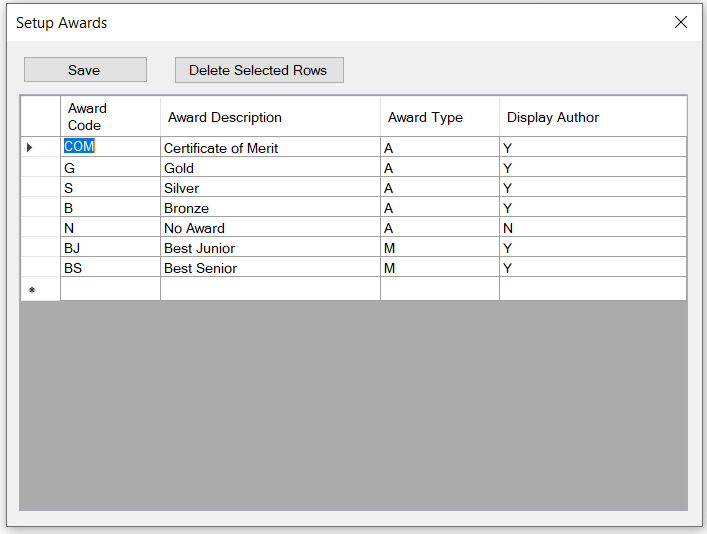 Setup Awards
Save Delete Selected Rows
Award Code Award Description Award Type Display Author
COM Certificate of Merit A Y
G Gold A Y
S Silver A Y
B Bronze A Y
N No Award A N
BJ Best Junior M Y
BS Best Senior M Y